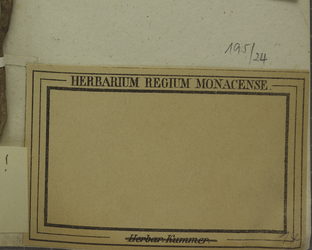 195/24
HERBARIUM REGIUM MONACENSE
Herbar. Kummer